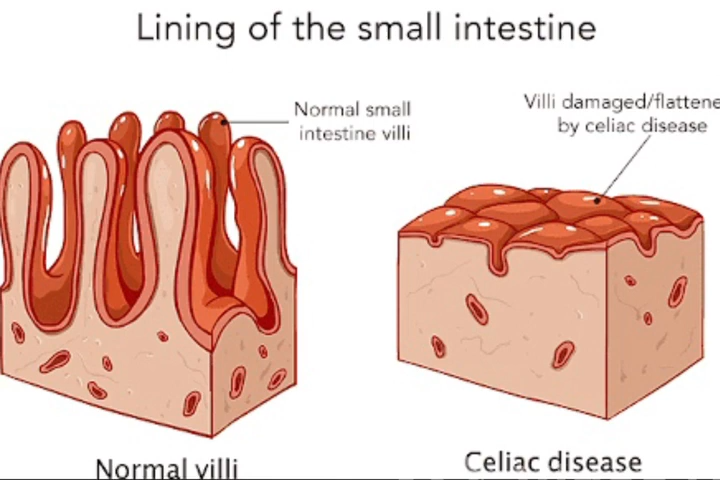 Lining of the small intestine
Normal small
intestine villi
Villi damaged/flattene
by celiac disease
Normal villi
Celiac disease